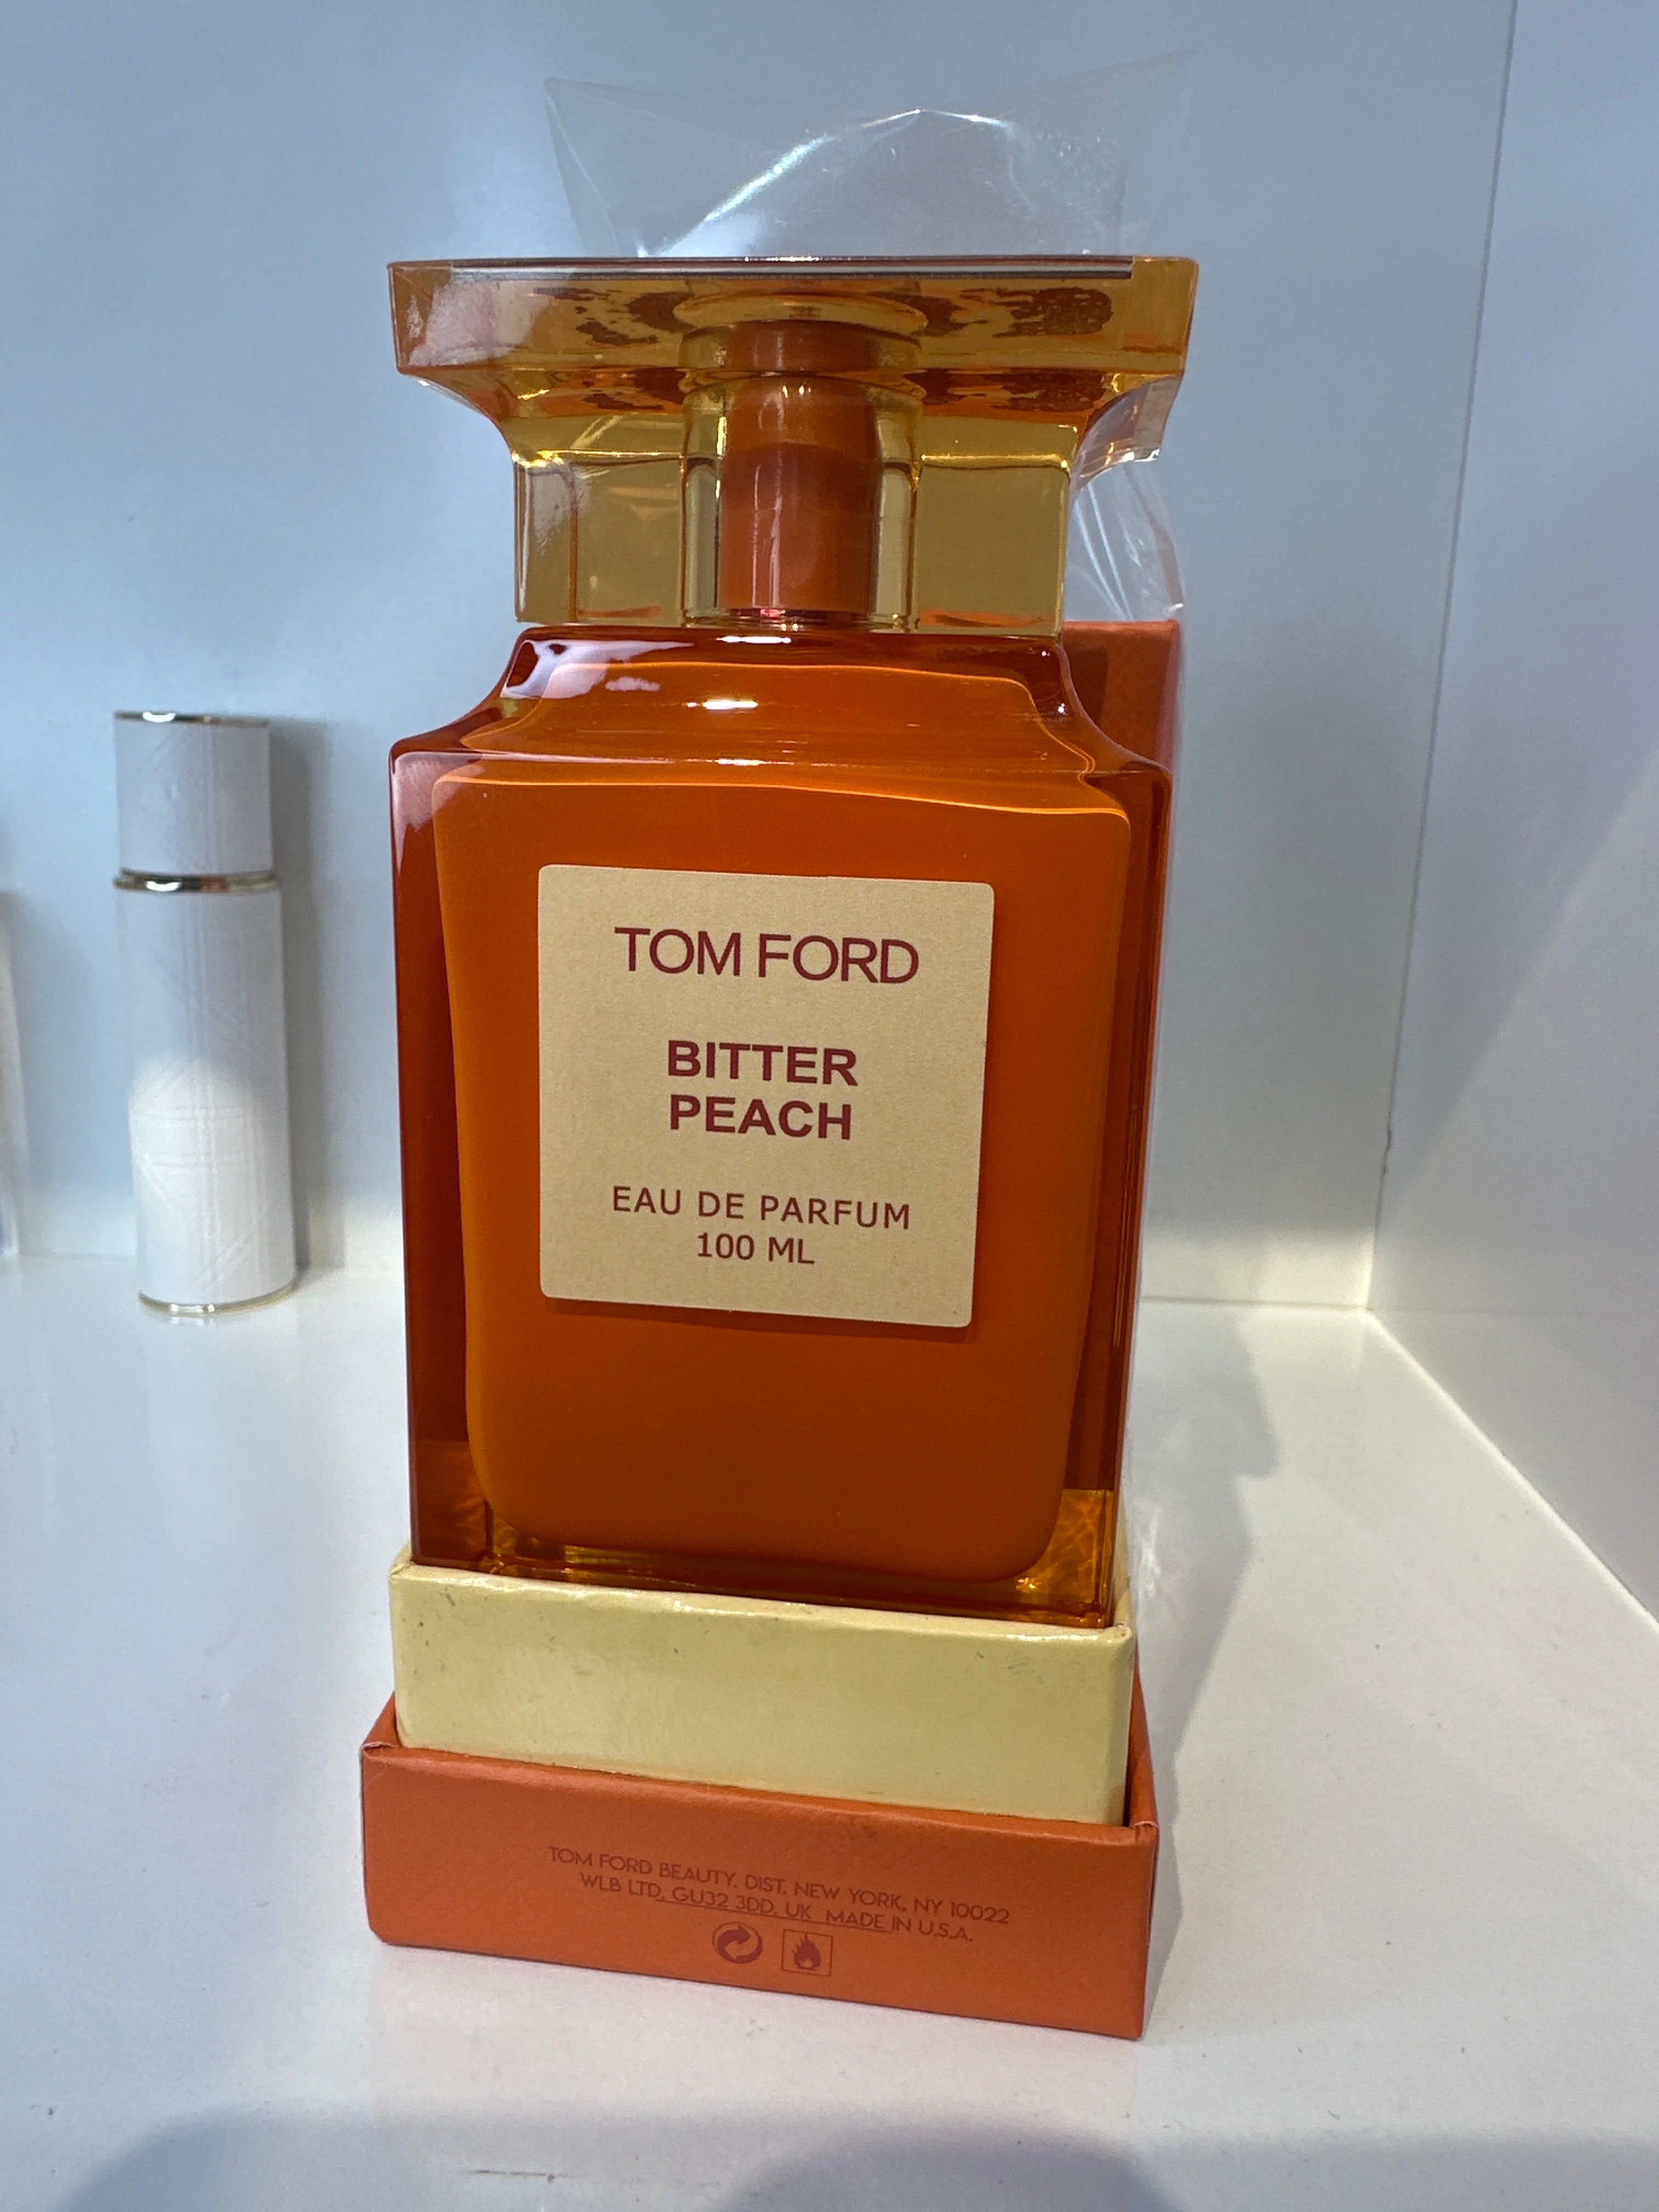 TOM FORD
BITTER
PEACH
EAU DE PARFUM
100 ML
TOM FORD BEAUTY, DIST. NEW YORK, NY 10022
WLB LTD, GU32 3DD, UK MADE IN U.S.A.